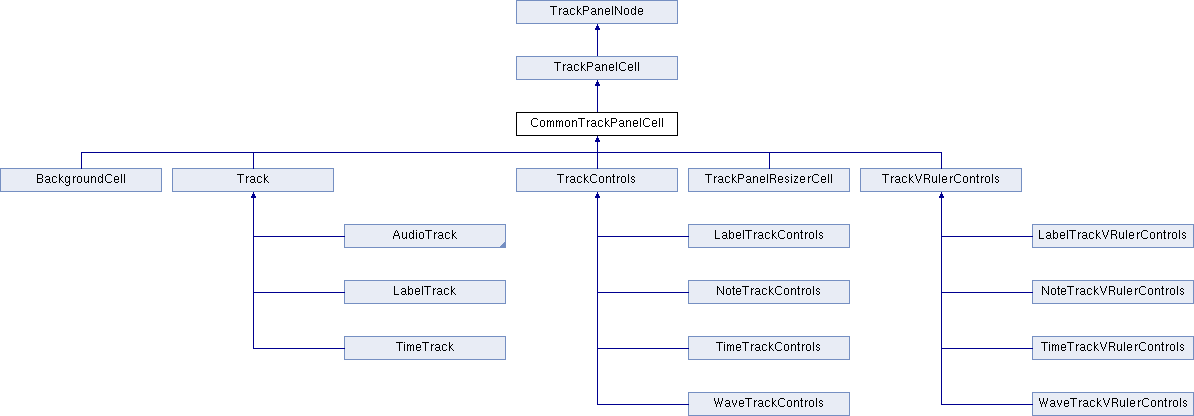 TrackPanelNode
TrackPanelCell
CommonTrackPanelCell
BackgroundCell
Track
TrackControls
TrackPanelResizerCell
TrackVRulerControls
AudioTrack
LabelTrackControls
LabelTrackVRulerControls
LabelTrack
NoteTrackControls
NoteTrackVRulerControls
TimeTrack
TimeTrackControls
TimeTrackVRulerControls
WaveTrackControls
WaveTrackVRulerControls